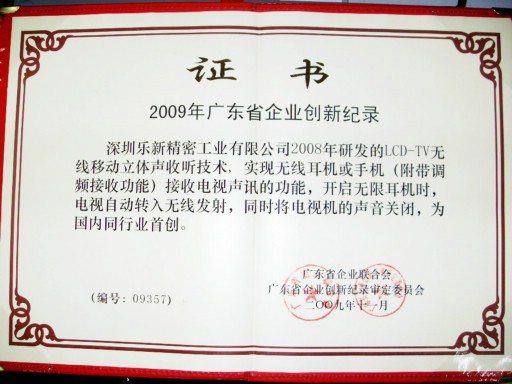 证书
2009年广东省企业创新纪录
深圳乐新精密工业有限公司2008年研发的LCD-TV无
线移动立体声收听技术，实现无线耳机或手机（附带调
频接收功能）接收电视声讯的功能，开启无限耳机时，
电视自动转入无线发射，同时将电视机的声音关闭，为
国内同行业首创。
广东省企业联合会
广东省企业创新纪录审定委员会
（编号：09357）
二〇〇九年十一月